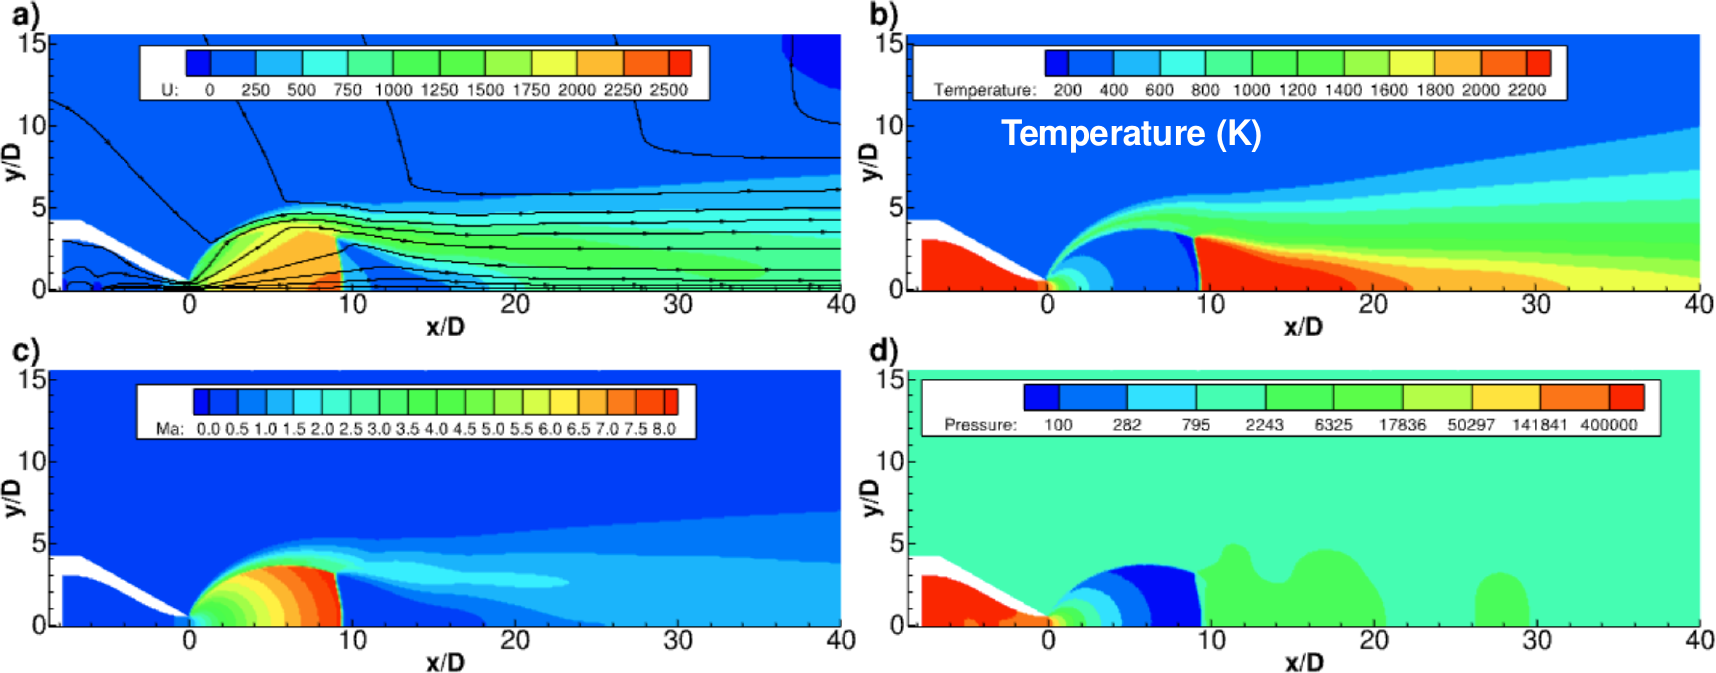 a)
15
10
5
0
y/D
U: 0 250 500 750 1000 1250 1500 1750 2000 2250 2500
0 10 20 30 40
x/D
b)
15
10
5
0
y/D
Temperature: 200 400 600 800 1000 1200 1400 1600 1800 2000 2200
Temperature (K)
0 10 20 30 40
x/D
c)
15
10
5
0
y/D
Ma: 0.0 0.5 1.0 1.5 2.0 2.5 3.0 3.5 4.0 4.5 5.0 5.5 6.0 6.5 7.0 7.5 8.0
0 10 20 30 40
x/D
d)
15
10
5
0
y/D
Pressure: 100 282 795 2243 6325 17836 50297 141841 400000
0 10 20 30 40
x/D